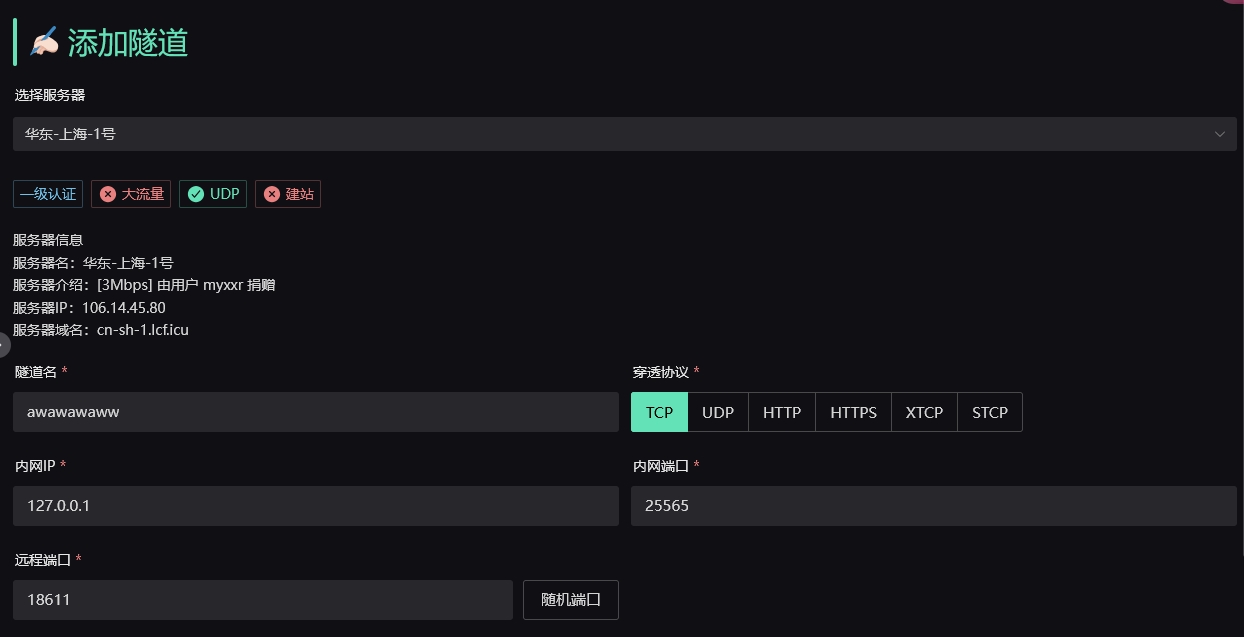 添加隧道
选择服务器
华东-上海-1号
一级认证 大流量 UDP 建站
服务器信息
服务器名：华东-上海-1号
服务器介绍：[3Mbps] 由用户 myxxr 捐赠
服务器IP：106.14.45.80
服务器域名：cn-sh-1.lcf.icu
隧道名 * 穿透协议 *
awawawaww TCP UDP HTTP HTTPS XTCP STCP
内网IP * 内网端口 *
127.0.0.1 25565
远程端口 *
18611 随机端口